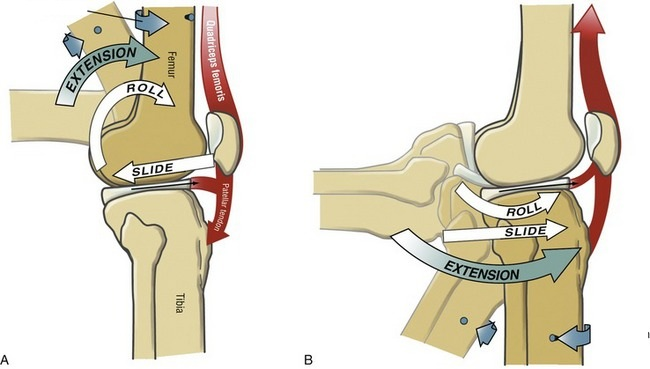 Quadriceps femoris
Femur
EXTENSION
ROLL
SLIDE
Patellar tendon
Tibia
A
ROLL
SLIDE
EXTENSION
B